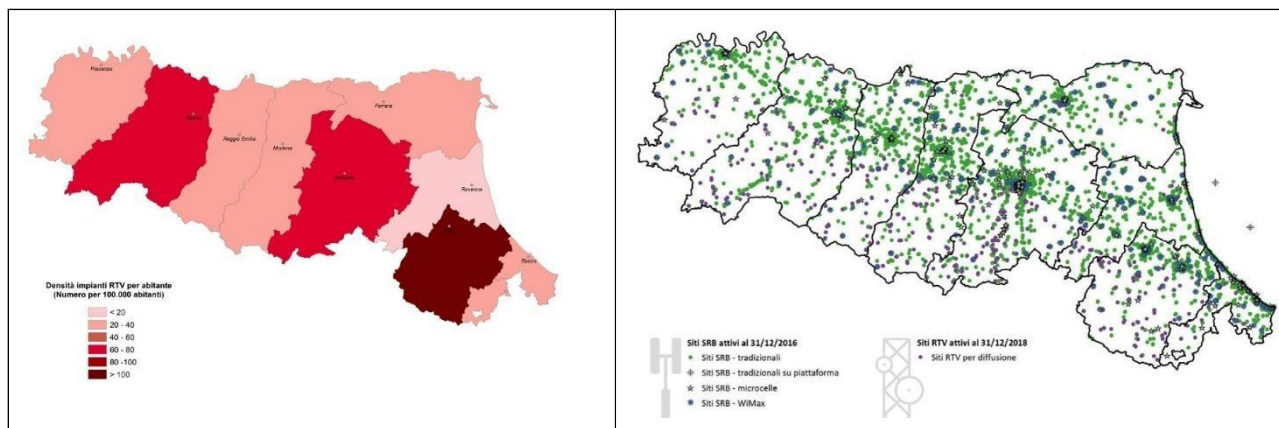 Piacenza
Parma
Ferrara
Reggio Emilia
Modena
Bologna
Ravenna
Rimini
Densità impianti RTV per abitante
(Numero per 100.000 abitanti)
< 20
20 - 40
40 - 60
60 - 80
80 -100
> 100
Siti SRB attivi al 31/12/2016
Siti SRB - tradizionali
Siti SRB - tradizionali su piattaforma
Siti SRB - microcelle
Siti SRB - WiMax
Siti RTV attivi al 31/12/2018
Siti RTV per diffusione